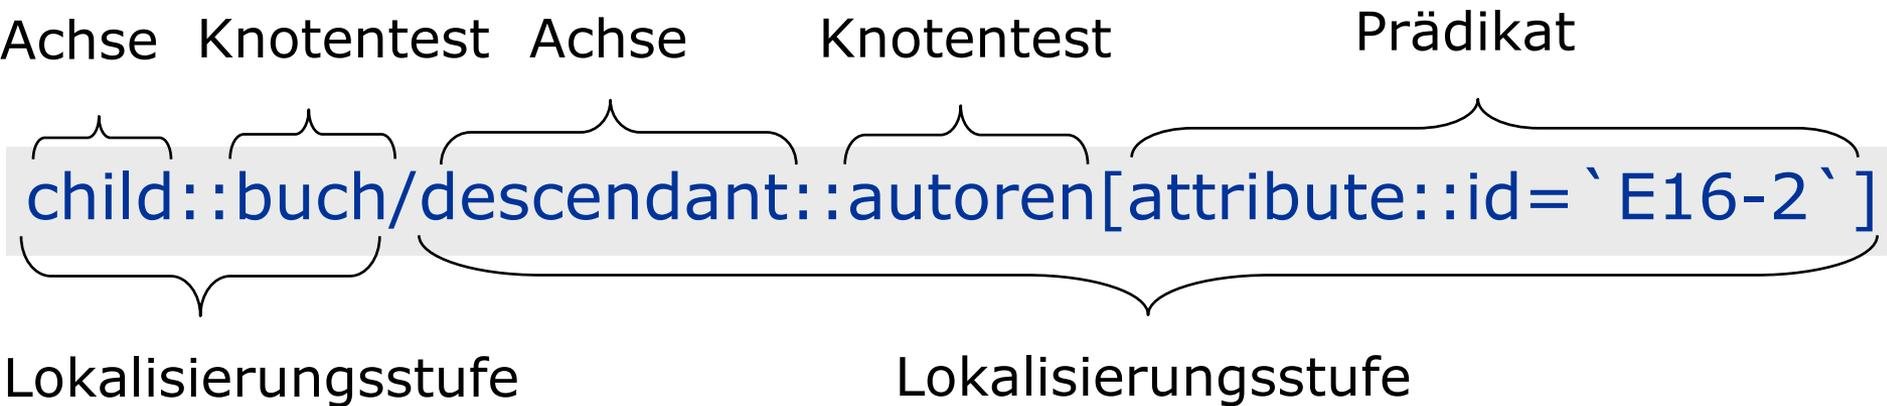 Achse Knotentest Achse Knotentest Prädikat
child::buch/descendant::autoren[attribute::id=`E16-2`]
Lokalisierungsstufe Lokalisierungsstufe